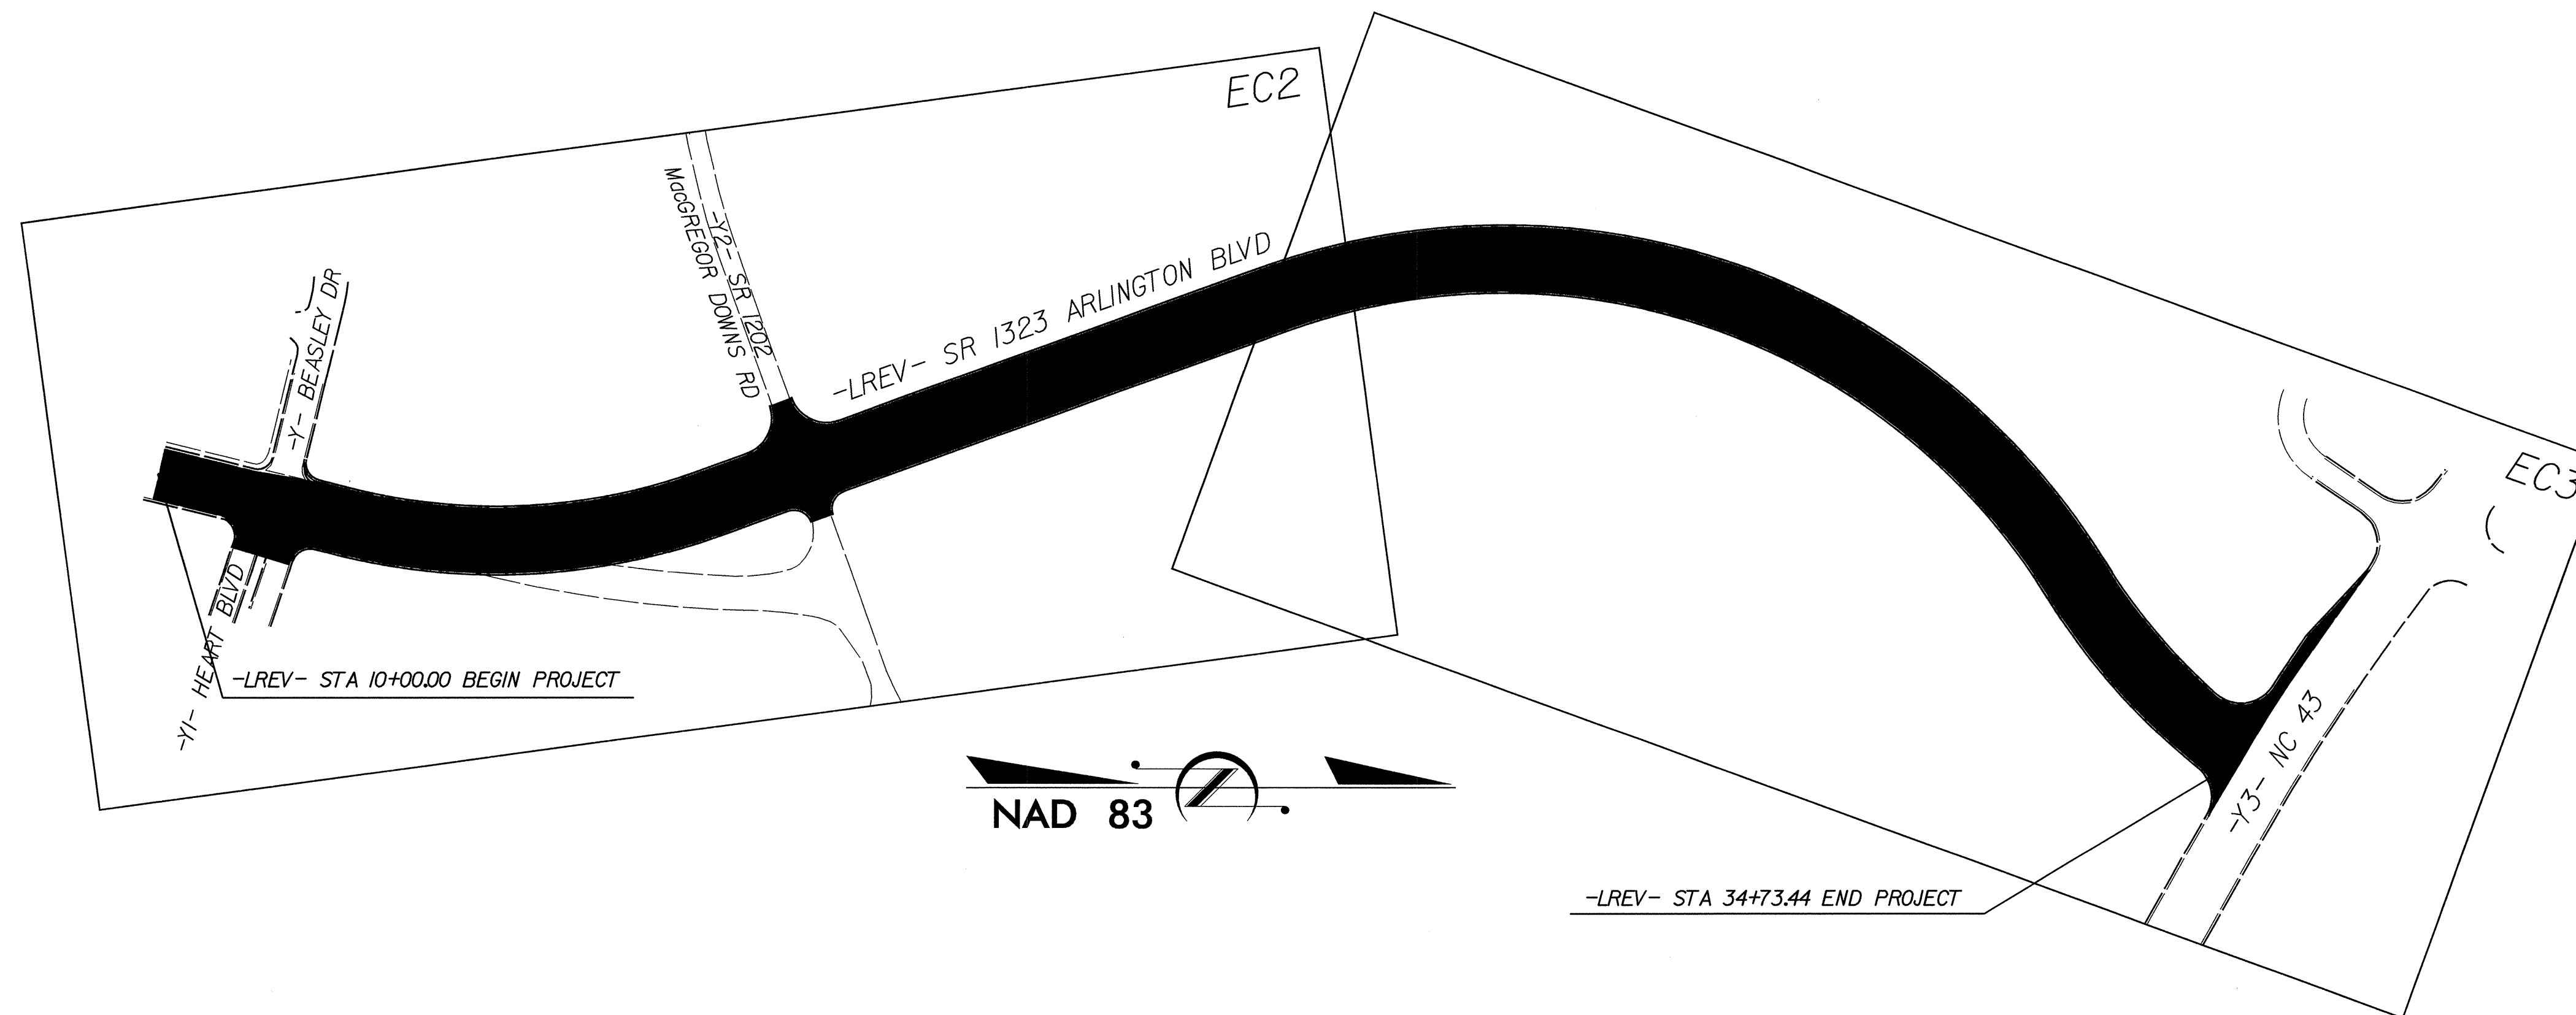 EC2
MacGREGOR DOWNS RD
-Y2- SR 1202
-LREV- SR 1323 ARLINGTON BLVD
-Y- BEASLEY DR
EC3
-Y1- HEART BLVD
-LREV- STA 10+00.00 BEGIN PROJECT
-Y3- NC 43
NAD 83
-LREV- STA 34+73.44 END PROJECT